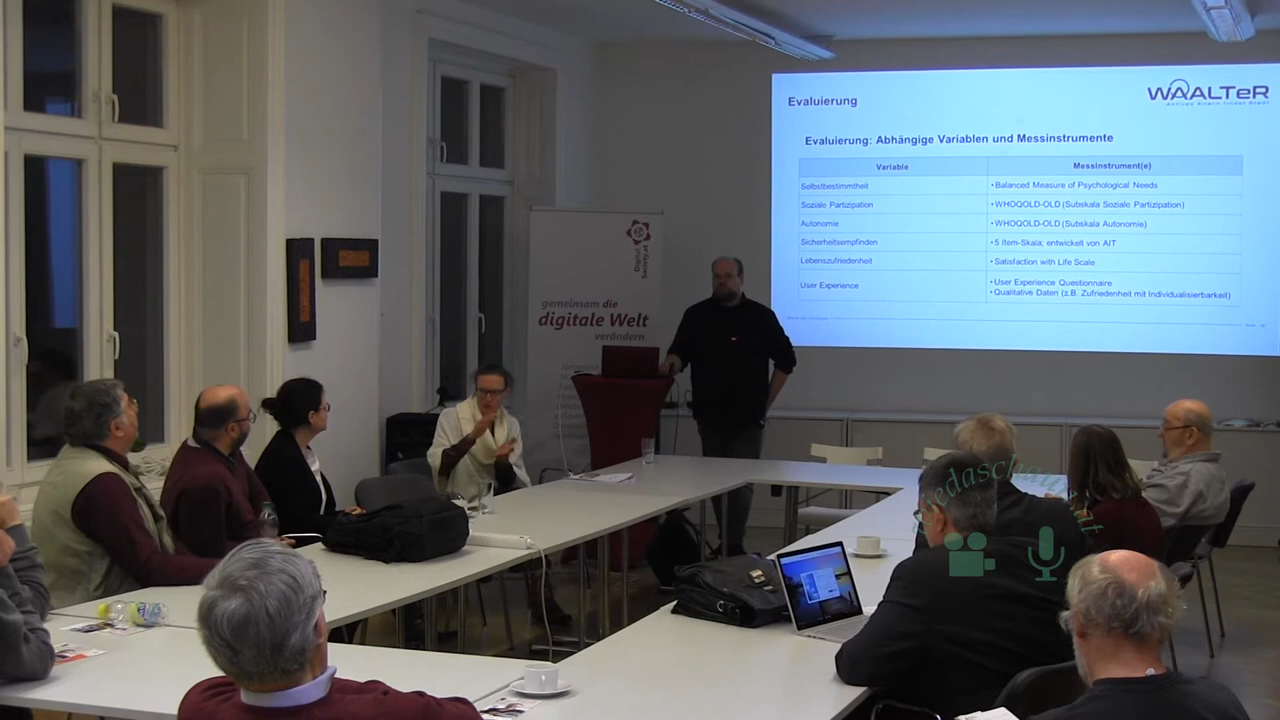 Evaluierung
WAALTeR
Aktives Altern findet Stadt
Evaluierung: Abhängige Variablen und Messinstrumente
Variable
Messinstrument(e)
Selbstbestimmtheit
• Balanced Measure of Psychological Needs
Soziale Partizipation
• WHOQOLD-OLD (Subskala Soziale Partizipation)
Autonomie
• WHOQOLD-OLD (Subskala Autonomie)
Sicherheitsempfinden
• 5 Item-Skala; entwickelt von AIT
Lebenszufriedenheit
• Satisfaction with Life Scale
User Experience
• User Experience Questionnaire
• Qualitative Daten (z.B. Zufriedenheit mit Individualisierbarkeit)
Digital
Society.at
gemeinsam die
digitale Welt
verändern